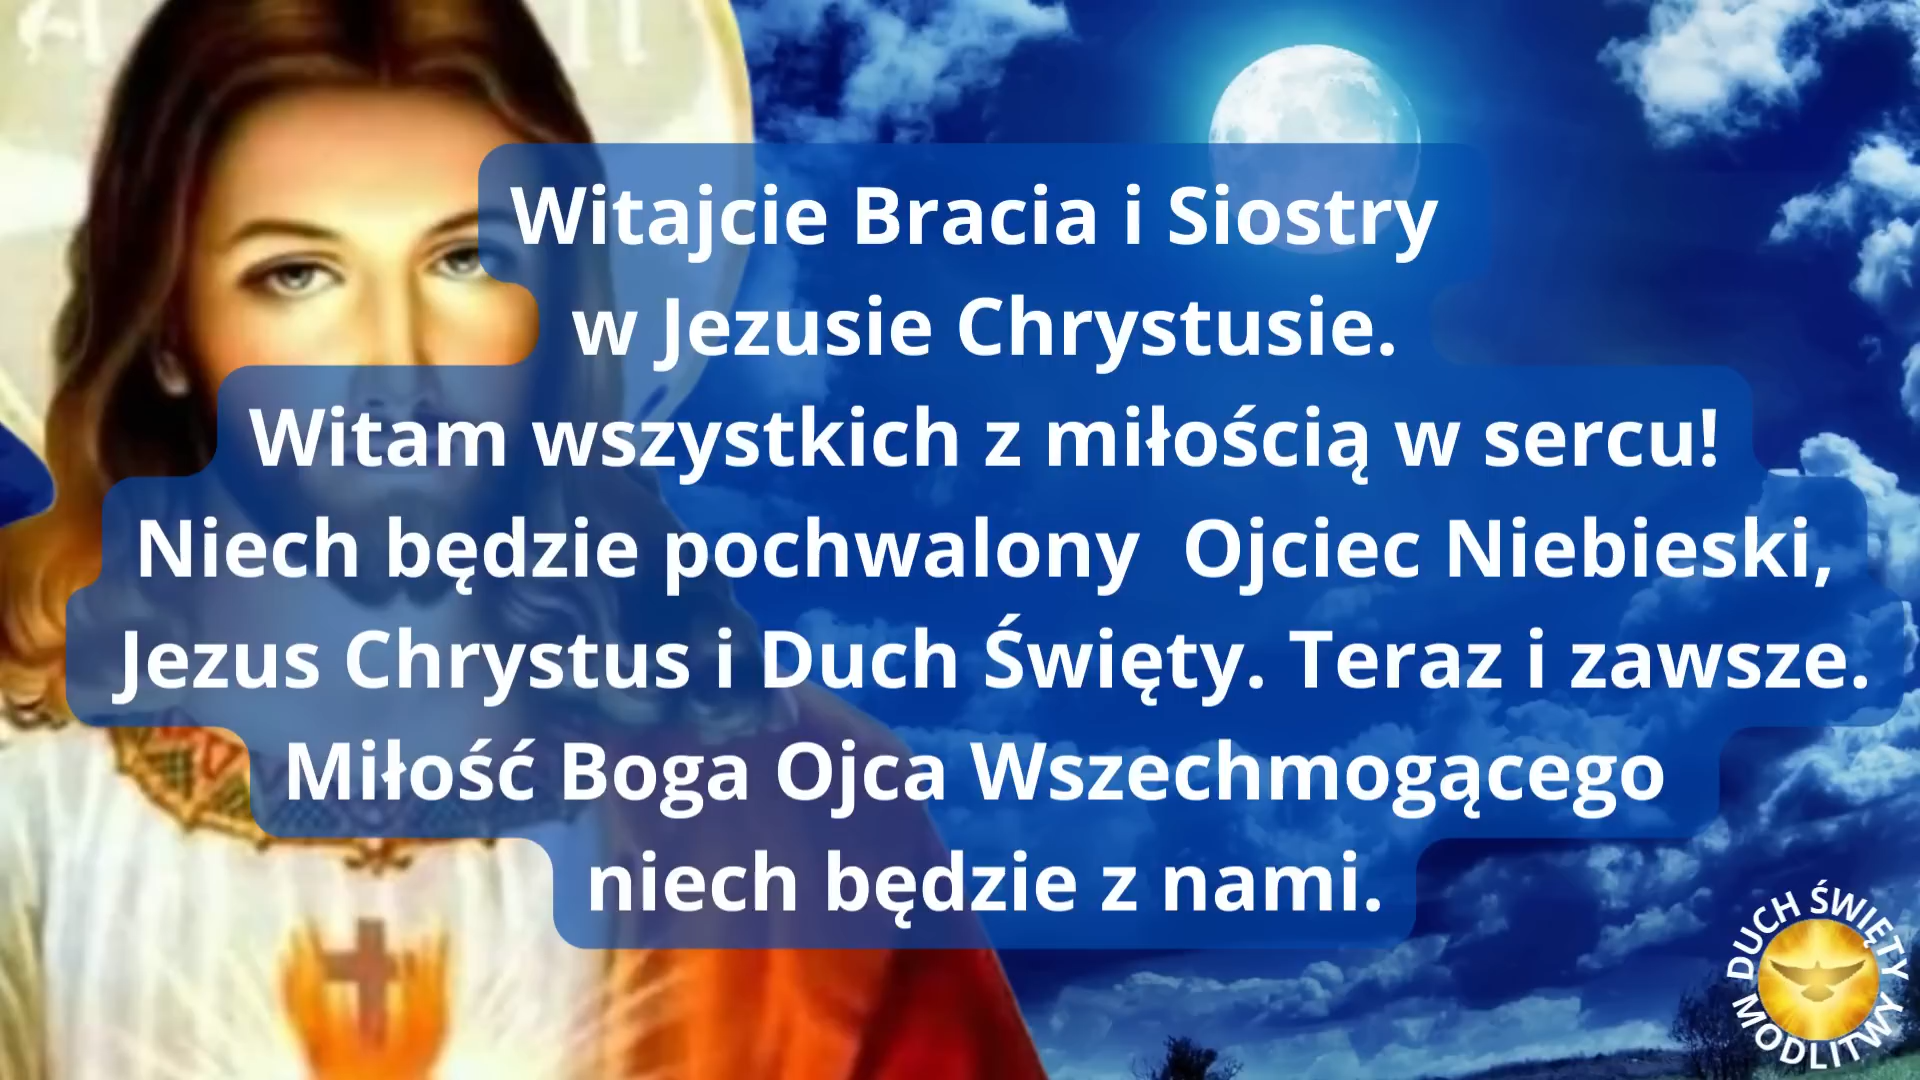 Witajcie Bracia i Siostry
w Jezusie Chrystusie.
Witam wszystkich z miłością w sercu!
Niech będzie pochwalony  Ojciec Niebieski,
Jezus Chrystus i Duch Święty. Teraz i zawsze.
Miłość Boga Ojca Wszechmogącego
niech będzie z nami.
DUCH ŚWIĘTY
MODLITWY